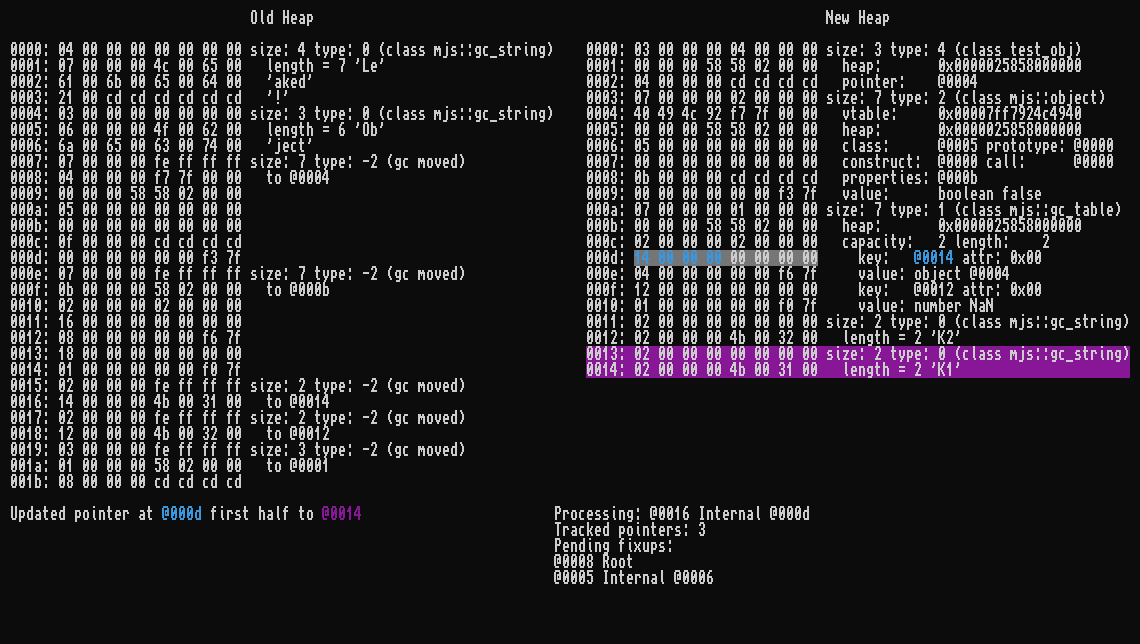 Old Heap
0000: 04 00 00 00 00 00 00 00 size: 4 type: 0 (class mjs::gc_string)
0001: 07 00 00 00 4c 00 65 00   length = 7 'Le'
0002: 61 00 6b 00 65 00 64 00   'aked'
0003: 21 00 cd cd cd cd cd cd   '!'
0004: 03 00 00 00 00 00 00 00 size: 3 type: 0 (class mjs::gc_string)
0005: 06 00 00 00 4f 00 62 00   length = 6 'Ob'
0006: 6a 00 65 00 63 00 74 00   'ject'
0007: 07 00 00 00 fe ff ff ff size: 7 type: -2 (gc moved)
0008: 04 00 00 00 f7 7f 00 00   to @0004
0009: 00 00 00 58 58 02 00 00
000a: 05 00 00 00 00 00 00 00
000b: 00 00 00 00 00 00 00 00
000c: 0f 00 00 00 cd cd cd cd
000d: 00 00 00 00 00 00 f3 7f
000e: 07 00 00 00 fe ff ff ff size: 7 type: -2 (gc moved)
000f: 0b 00 00 00 58 02 00 00   to @000b
0010: 02 00 00 00 02 00 00 00
0011: 16 00 00 00 00 00 00 00
0012: 08 00 00 00 00 00 f6 7f
0013: 18 00 00 00 00 00 00 00
0014: 01 00 00 00 00 00 f0 7f
0015: 02 00 00 00 fe ff ff ff size: 2 type: -2 (gc moved)
0016: 14 00 00 00 4b 00 31 00   to @0014
0017: 02 00 00 00 fe ff ff ff size: 2 type: -2 (gc moved)
0018: 12 00 00 00 4b 00 32 00   to @0012
0019: 03 00 00 00 fe ff ff ff size: 3 type: -2 (gc moved)
001a: 01 00 00 00 58 02 00 00   to @0001
001b: 08 00 00 00 cd cd cd cd
New Heap
0000: 03 00 00 00 04 00 00 00 size: 3 type: 4 (class test_obj)
0001: 00 00 00 58 58 02 00 00   heap:       0x0000025858000000
0002: 04 00 00 00 cd cd cd cd   pointer:    @0004
0003: 07 00 00 00 02 00 00 00 size: 7 type: 2 (class mjs::object)
0004: 40 49 4c 92 f7 7f 00 00   vtable:     0x00007ff7924c4940
0005: 00 00 00 58 58 02 00 00   heap:       0x0000025858000000
0006: 05 00 00 00 00 00 00 00   class:      @0005 prototype: @0000
0007: 00 00 00 00 00 00 00 00   construct:  @0000 call:      @0000
0008: 0b 00 00 00 cd cd cd cd   properties: @000b
0009: 00 00 00 00 00 00 f3 7f   value:      boolean false
000a: 07 00 00 00 01 00 00 00 size: 7 type: 1 (class mjs::gc_table)
000b: 00 00 00 58 58 02 00 00   heap:       0x0000025858000000
000c: 02 00 00 00 02 00 00 00   capacity:   2 length:    2
000d: 14 00 00 00 00 00 00 00     key:   @0014 attr: 0x00
000e: 04 00 00 00 00 00 f6 7f     value: object @0004
000f: 12 00 00 00 00 00 00 00     key:   @0012 attr: 0x00
0010: 01 00 00 00 00 00 f0 7f     value: number NaN
0011: 02 00 00 00 00 00 00 00 size: 2 type: 0 (class mjs::gc_string)
0012: 02 00 00 00 4b 00 32 00   length = 2 'K2'
0013: 02 00 00 00 00 00 00 00 size: 2 type: 0 (class mjs::gc_string)
0014: 02 00 00 00 4b 00 31 00   length = 2 'K1'
Updated pointer at @000d first half to @0014
Processing: @0016 Internal @000d
Tracked pointers: 3
Pending fixups:
@0008 Root
@0005 Internal @0006